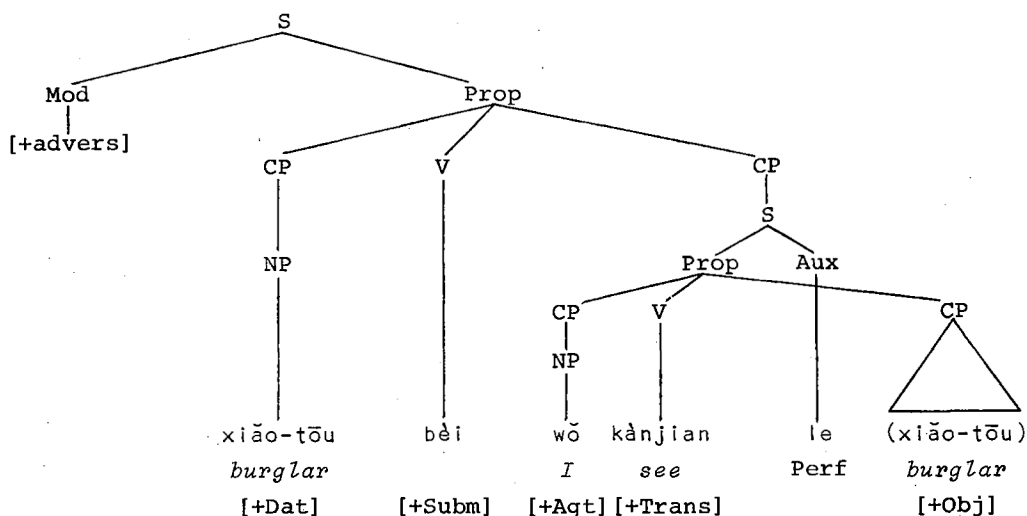 S
Mod Prop
[+advers]
CP V CP
S
NP Prop Aux
CP V CP
NP
xiǎo-tōu bèi wǒ kànjian le (xiǎo-tōu)
burglar I see Perf burglar
[+Dat] [+Subm] [+Agt] [+Trans] [+Obj]